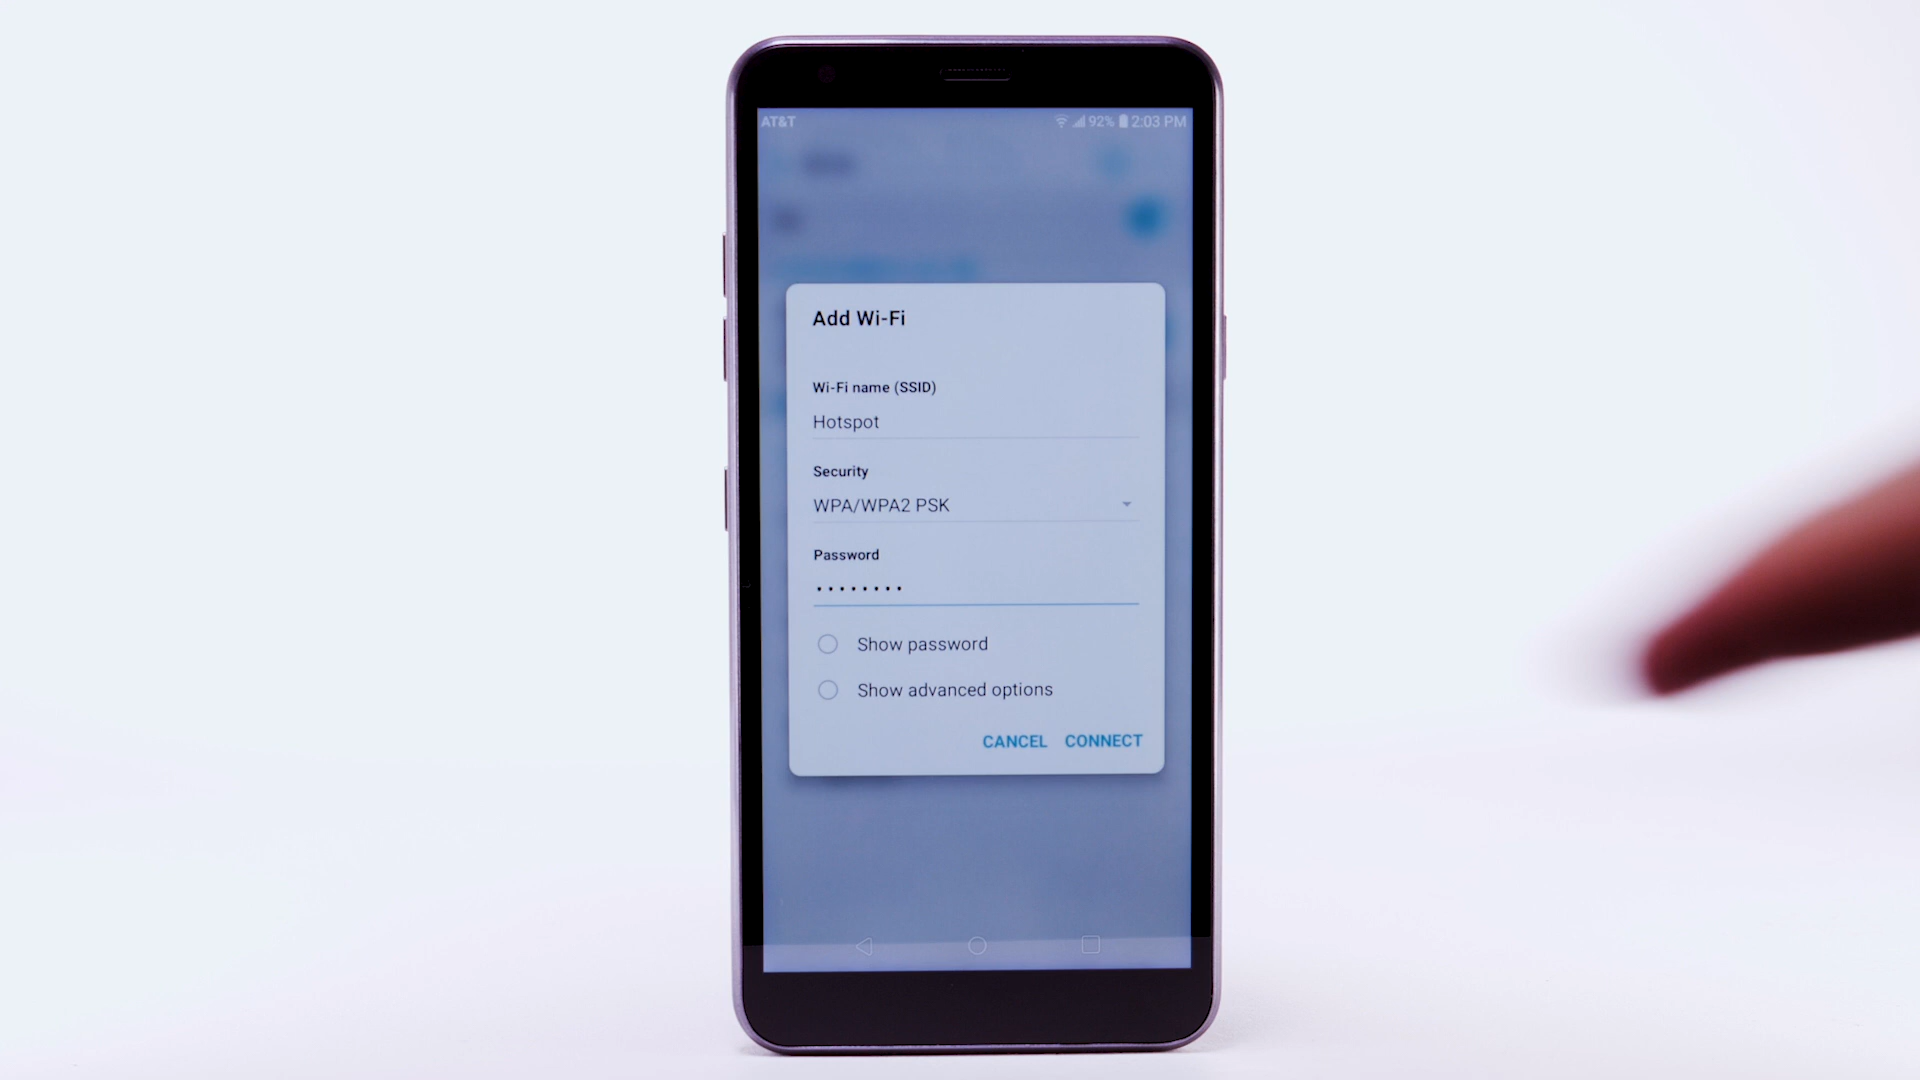 AT&T 92% 2:03 PM
Add Wi-Fi
Wi-Fi name (SSID)
Hotspot
Security
WPA/WPA2 PSK
Password
••••••••
Show password
Show advanced options
CANCEL CONNECT